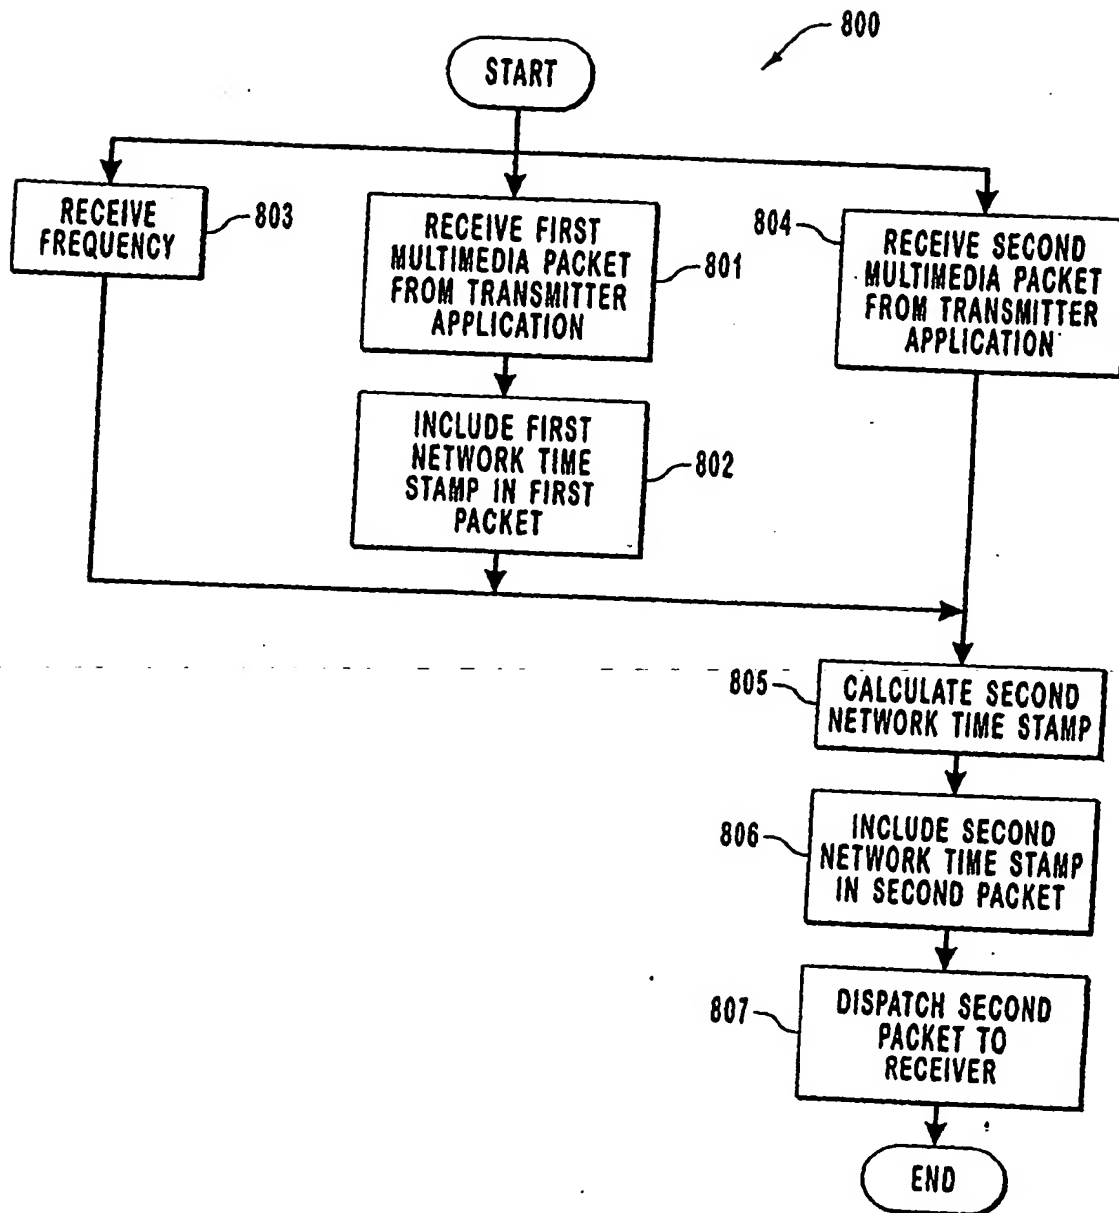 800
START
RECEIVE
FREQUENCY
803
RECEIVE FIRST
MULTIMEDIA PACKET
FROM TRANSMITTER
APPLICATION
801
804
RECEIVE SECOND
MULTIMEDIA PACKET
FROM TRANSMITTER
APPLICATION
INCLUDE FIRST
NETWORK TIME
STAMP IN FIRST
PACKET
802
805
CALCULATE SECOND
NETWORK TIME STAMP
806
INCLUDE SECOND
NETWORK TIME STAMP
IN SECOND PACKET
807
DISPATCH SECOND
PACKET TO
RECEIVER
END